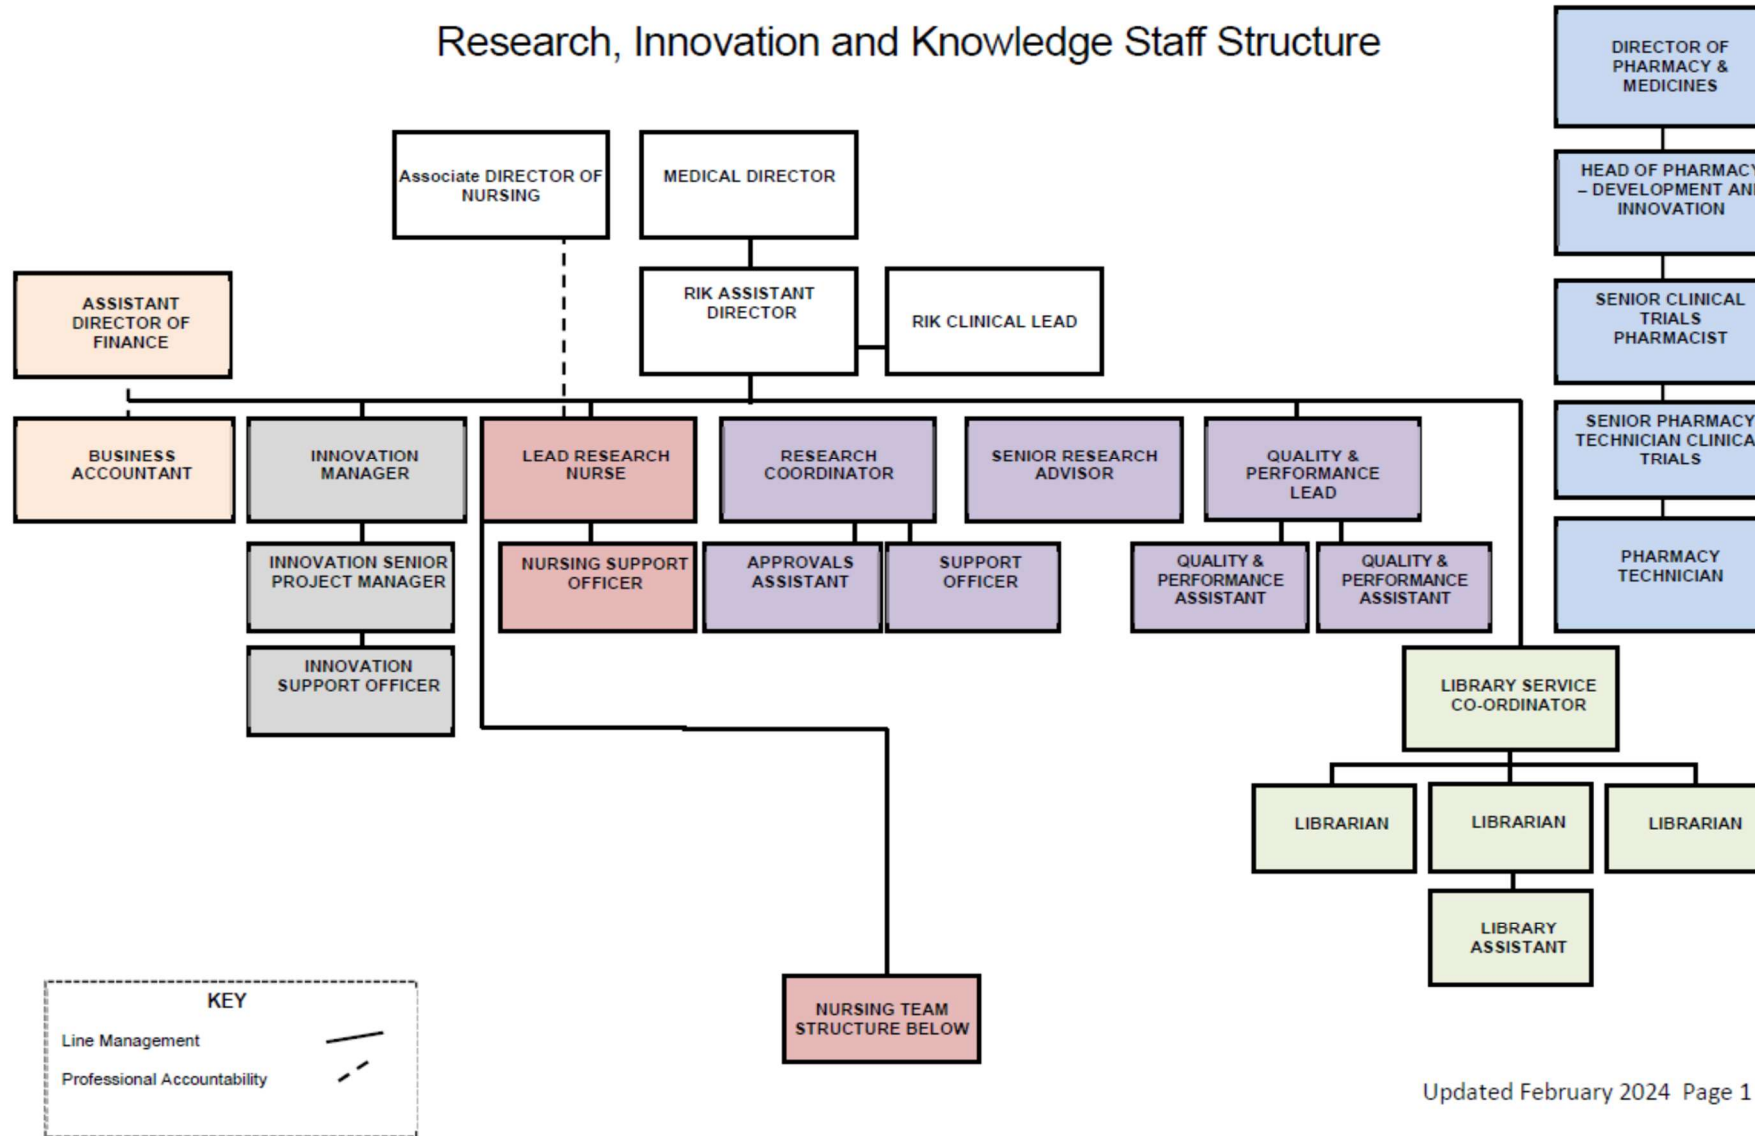 Research, Innovation and Knowledge Staff Structure
DIRECTOR OF
PHARMACY &
MEDICINES
Associate DIRECTOR OF
NURSING
MEDICAL DIRECTOR
HEAD OF PHARMACY
– DEVELOPMENT AND
INNOVATION
ASSISTANT
DIRECTOR OF
FINANCE
RIK ASSISTANT
DIRECTOR
RIK CLINICAL LEAD
SENIOR CLINICAL
TRIALS
PHARMACIST
BUSINESS
ACCOUNTANT
INNOVATION
MANAGER
LEAD RESEARCH
NURSE
RESEARCH
COORDINATOR
SENIOR RESEARCH
ADVISOR
QUALITY &
PERFORMANCE
LEAD
SENIOR PHARMACY
TECHNICIAN CLINICA
TRIALS
INNOVATION SENIOR
PROJECT MANAGER
NURSING SUPPORT
OFFICER
APPROVALS
ASSISTANT
SUPPORT
OFFICER
QUALITY &
PERFORMANCE
ASSISTANT
QUALITY &
PERFORMANCE
ASSISTANT
PHARMACY
TECHNICIAN
INNOVATION
SUPPORT OFFICER
LIBRARY SERVICE
CO-ORDINATOR
LIBRARIAN
LIBRARIAN
LIBRARIAN
LIBRARY
ASSISTANT
NURSING TEAM
STRUCTURE BELOW
KEY
Line Management
Professional Accountability
Updated February 2024 Page 1